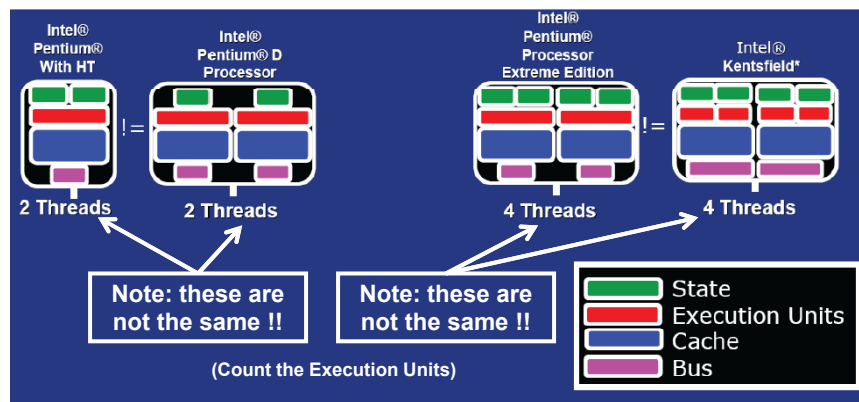 Intel®
Pentium®
With HT
Intel®
Pentium® D
Processor
Intel®
Pentium®
Processor
Extreme Edition
Intel®
Kentsfield*
!=
!=
2 Threads
2 Threads
4 Threads
4 Threads
Note: these are
not the same !!
Note: these are
not the same !!
(Count the Execution Units)
State
Execution Units
Cache
Bus